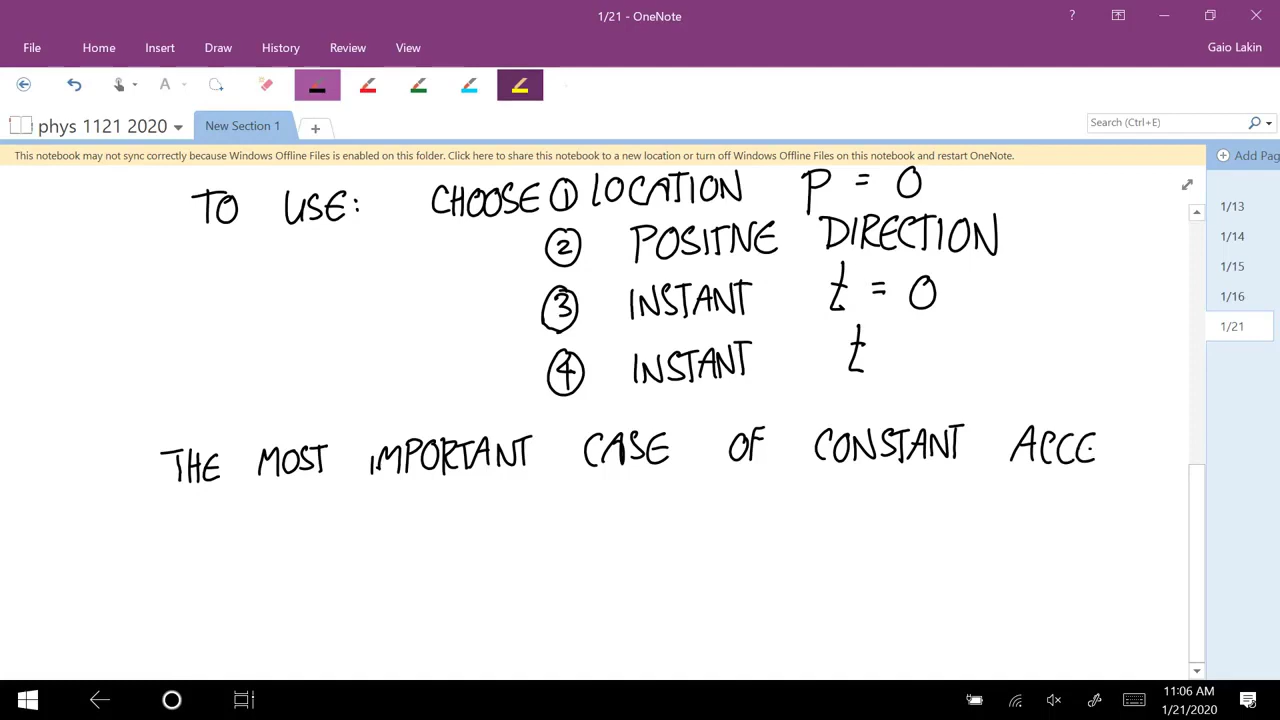 1/21 - OneNote
?
File Home Insert Draw History Review View Gaio Lakin
A
phys 1121 2020 New Section 1 + Search (Ctrl+E)
This notebook may not sync correctly because Windows Offline Files is enabled on this folder. Click here to share this notebook to a new location or turn off Windows Offline Files on this notebook and restart OneNote.
Add Pag
1/13
1/14
1/15
1/16
1/21
TO USE: CHOOSE ① LOCATION P = 0
② POSITIVE DIRECTION
③ INSTANT t = 0
④ INSTANT t
THE MOST IMPORTANT CASE OF CONSTANT ACCE
11:06 AM
1/21/2020